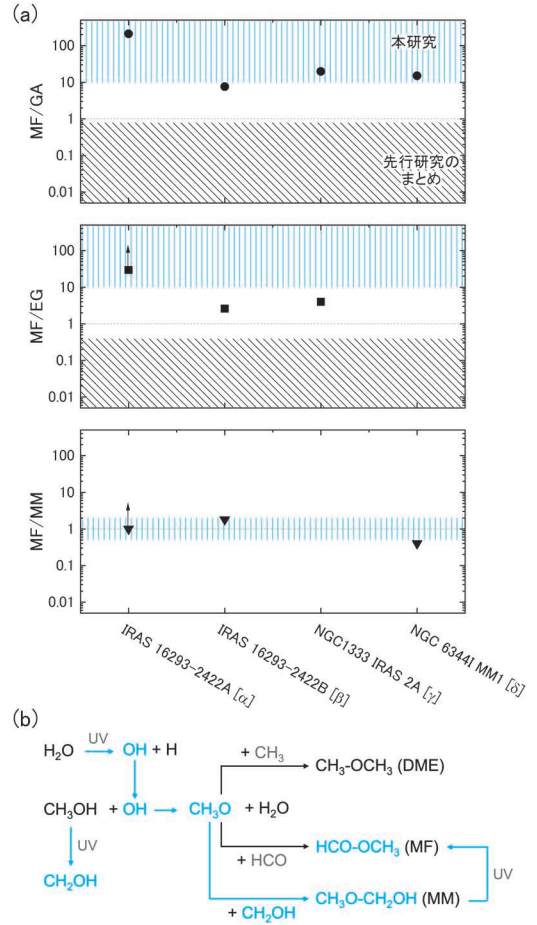 (a)
100
10
1
0.1
0.01
MF/GA
本研究
先行研究の
まとめ
100
10
1
0.1
0.01
MF/EG
100
10
1
0.1
0.01
MF/MM
IRAS 16293-2422A [α]
IRAS 16293-2422B [β]
NGC1333 IRAS 2A [γ]
NGC 6344I MM1 [δ]
(b)
H₂O UV OH + H
+ CH₃ CH₃-OCH₃ (DME)
CH₃OH + OH CH₃O + H₂O
UV
+ HCO HCO-OCH₃ (MF)
CH₂OH
+ CH₂OH CH₃O-CH₂OH (MM)
UV